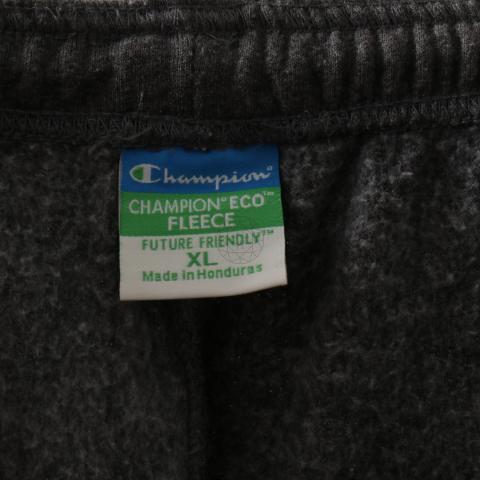 Champion®
CHAMPION® ECO™
FLEECE
FUTURE FRIENDLY™
XL
Made in Honduras